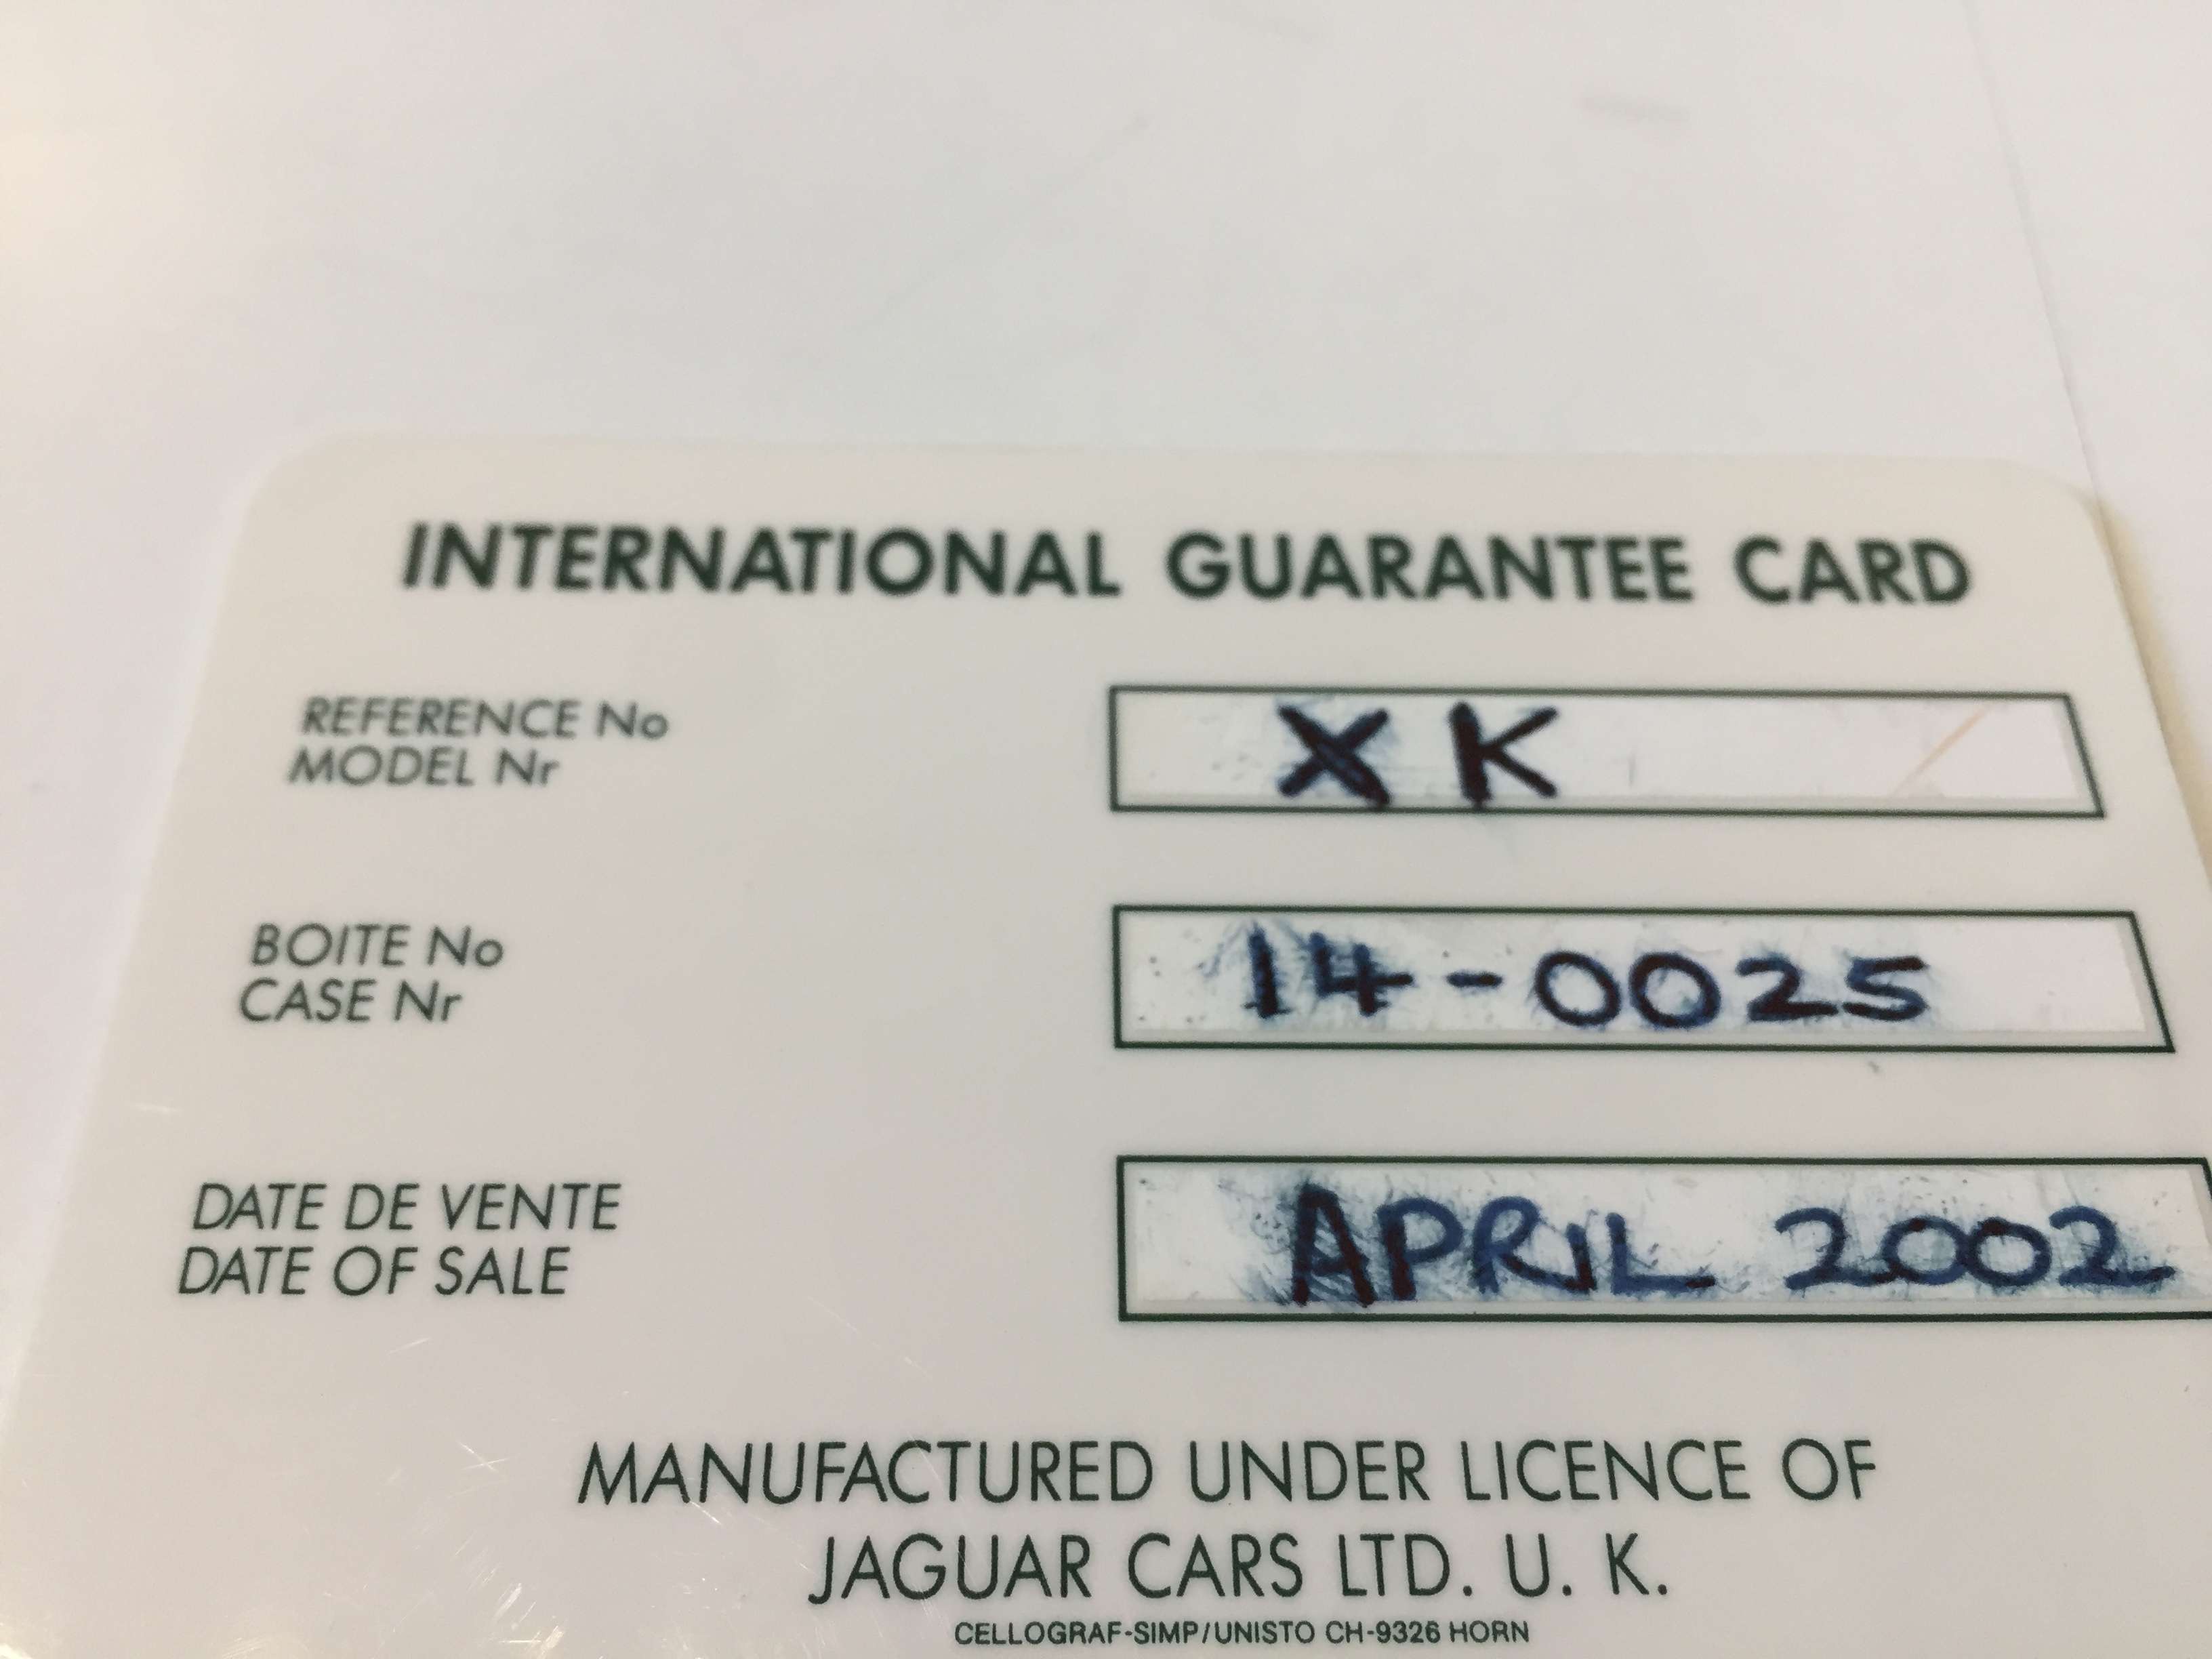 INTERNATIONAL GUARANTEE CARD
REFERENCE No
MODEL Nr
XK
BOITE No
CASE Nr
14-0025
DATE DE VENTE
DATE OF SALE
APRIL 2002
MANUFACTURED UNDER LICENCE OF
JAGUAR CARS LTD. U. K.
CELLOGRAF-SIMP/UNISTO CH-9326 HORN